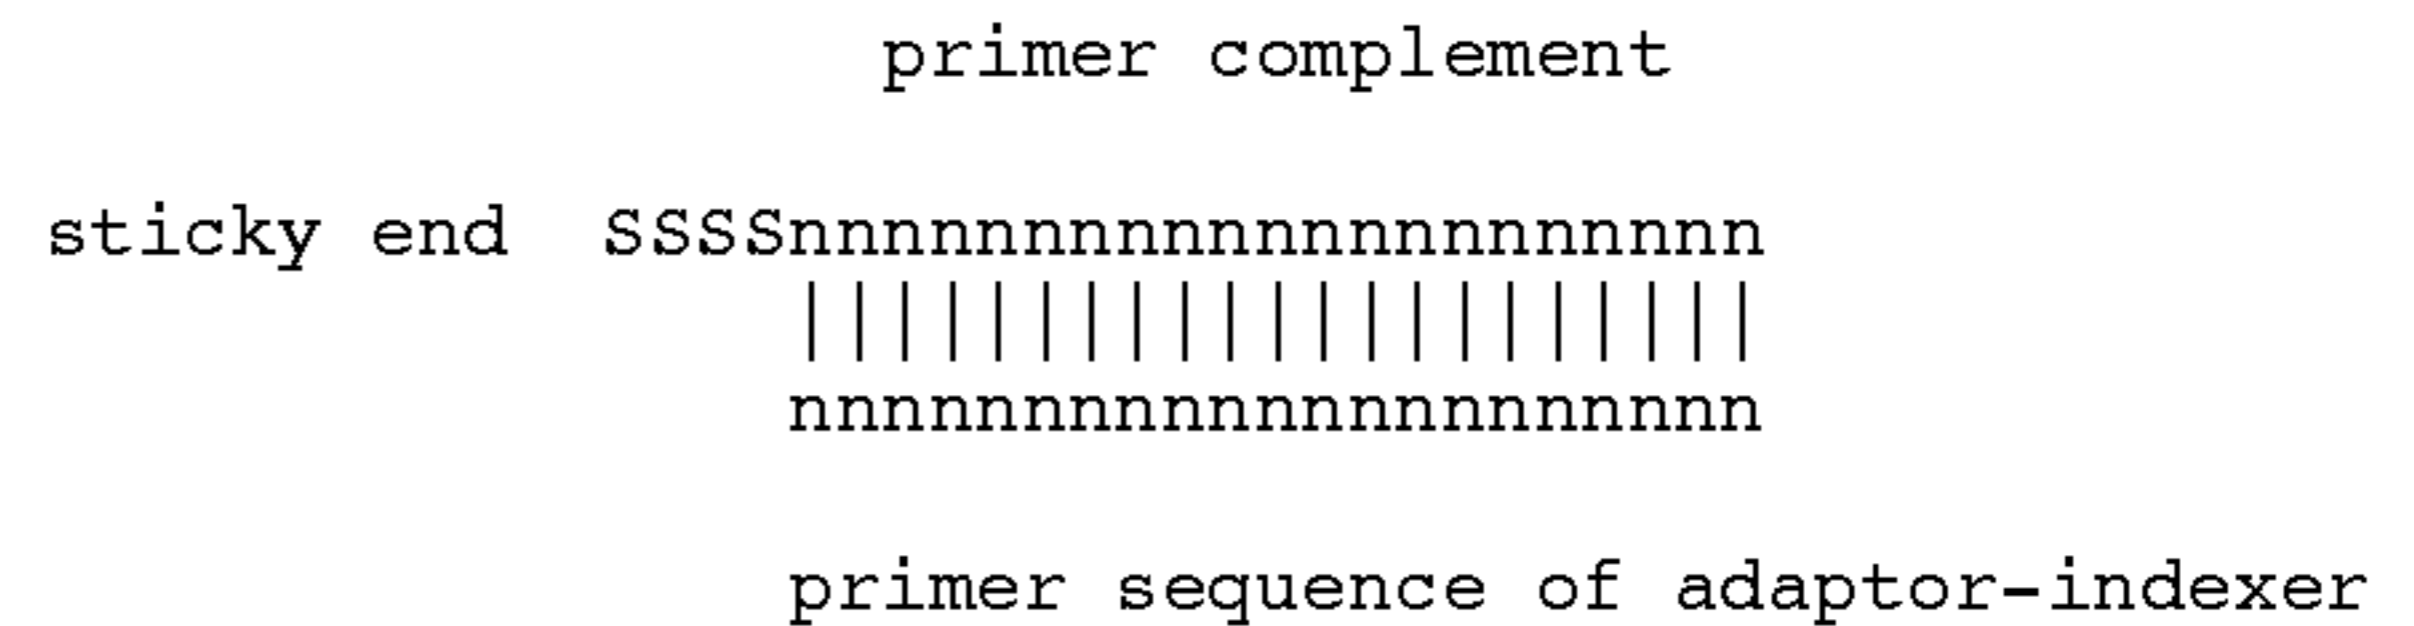 primer complement
sticky end SSSSnnnnnnnnnnnnnnnnnnnnn
|||||||||||||||||||||
nnnnnnnnnnnnnnnnnnnnn
primer sequence of adaptor-indexer